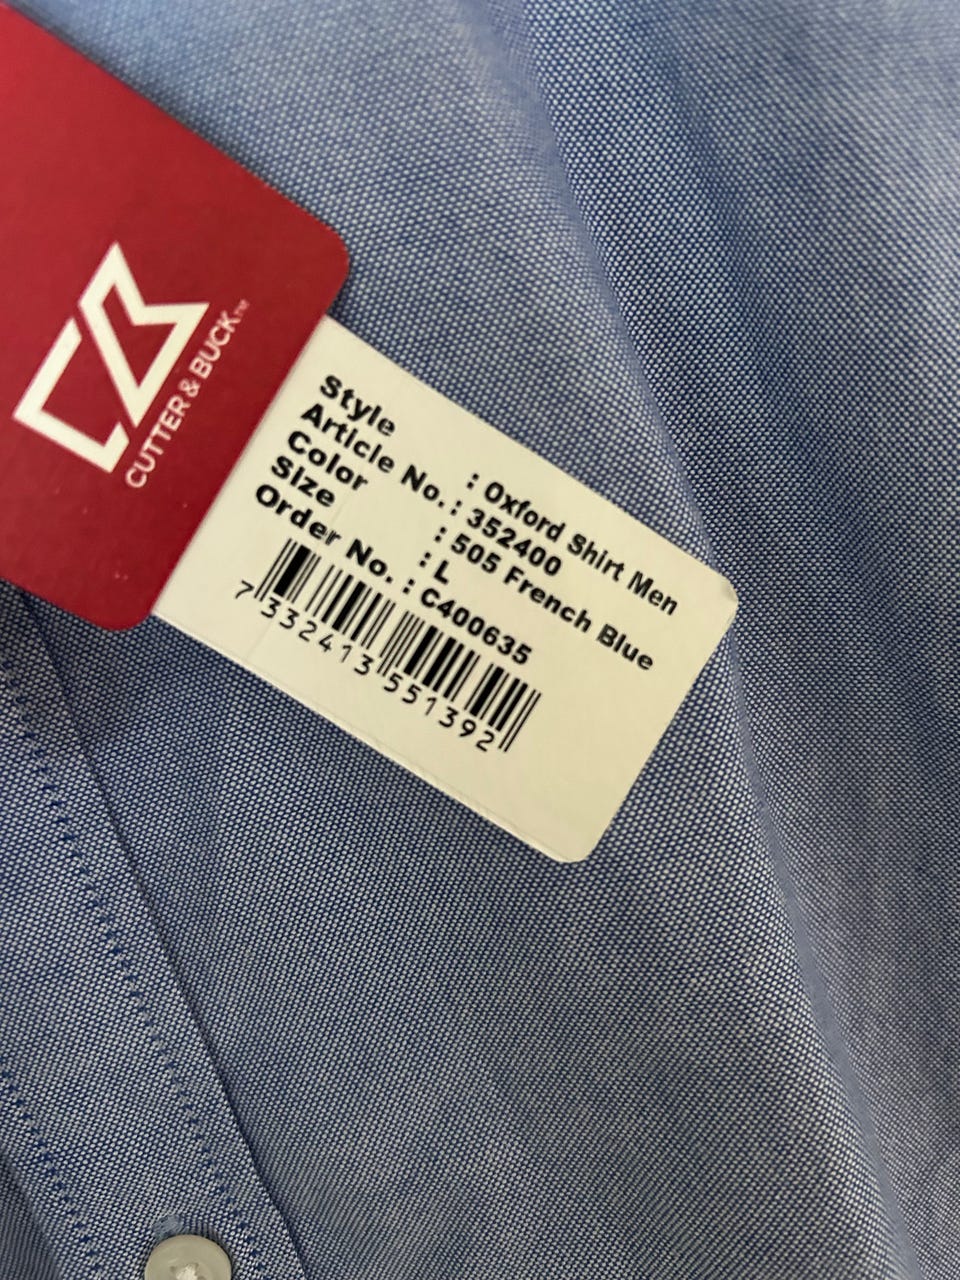 CUTTER & BUCK™
Style : Oxford Shirt Men
Article No. : 352400
Color : 505 French Blue
Size : L
Order No. : C400635
7 332413 551392